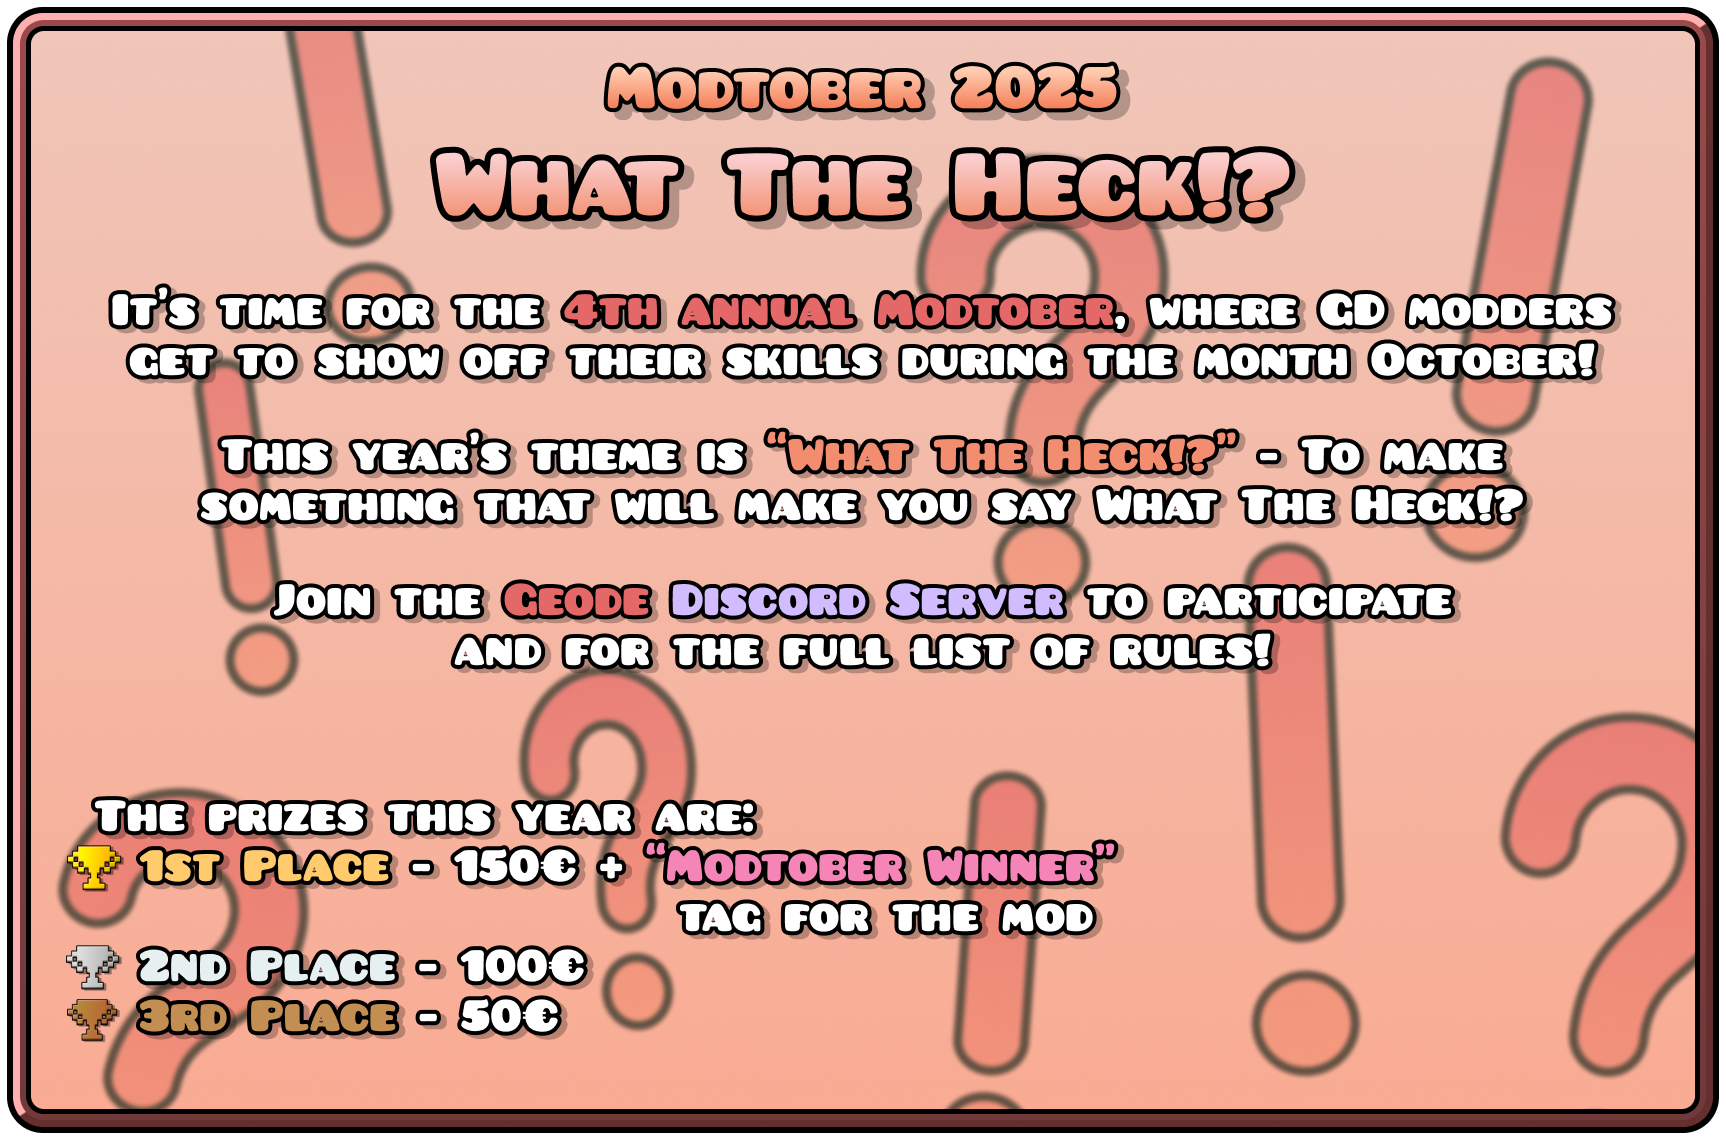 Modtober 2025
What The Heck!?
It's time for the 4th annual Modtober, where GD modders
get to show off their skills during the month October!
This year's theme is “What The Heck!?” - To make
something that will make you say What The Heck!?
Join the Geode Discord Server to participate
and for the full list of rules!
The prizes this year are:
1st Place - 150€ + “Modtober Winner”
tag for the mod
2nd Place - 100€
3rd Place - 50€